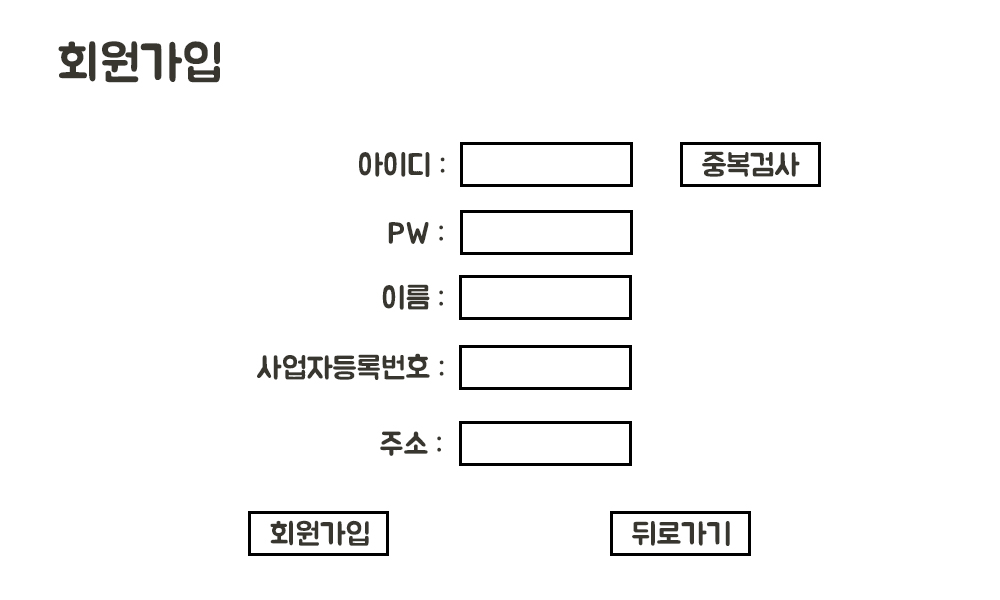 회원가입
아이디 : 중복검사
PW :
이름 :
사업자등록번호 :
주소 :
회원가입 뒤로가기